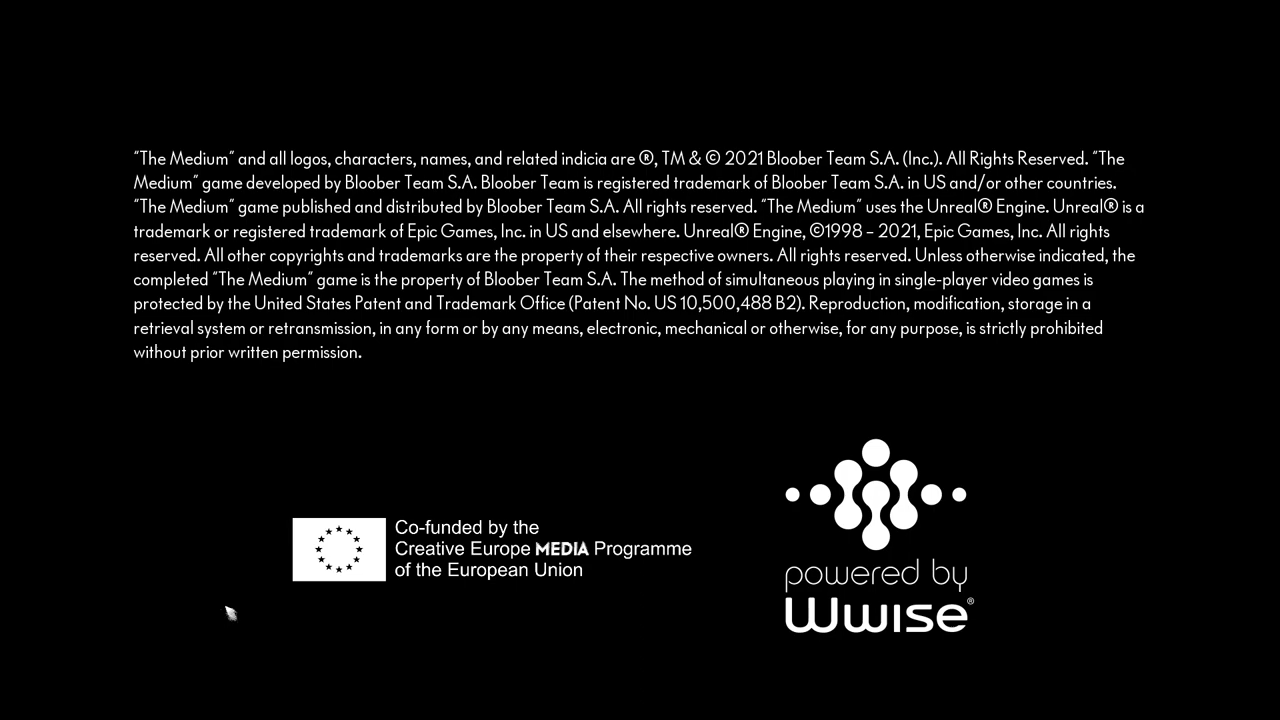 "The Medium" and all logos, characters, names, and related indicia are ®, TM & © 2021 Bloober Team S.A. (Inc.). All Rights Reserved. "The
Medium" game developed by Bloober Team S.A. Bloober Team is registered trademark of Bloober Team S.A. in US and/or other countries.
"The Medium" game published and distributed by Bloober Team S.A. All rights reserved. "The Medium" uses the Unreal® Engine. Unreal® is a
trademark or registered trademark of Epic Games, Inc. in US and elsewhere. Unreal® Engine, ©1998 – 2021, Epic Games, Inc. All rights
reserved. All other copyrights and trademarks are the property of their respective owners. All rights reserved. Unless otherwise indicated, the
completed "The Medium" game is the property of Bloober Team S.A. The method of simultaneous playing in single-player video games is
protected by the United States Patent and Trademark Office (Patent No. US 10,500,488 B2). Reproduction, modification, storage in a
retrieval system or retransmission, in any form or by any means, electronic, mechanical or otherwise, for any purpose, is strictly prohibited
without prior written permission.
Co-funded by the
Creative Europe MEDIA Programme
of the European Union
powered by
Wwise®